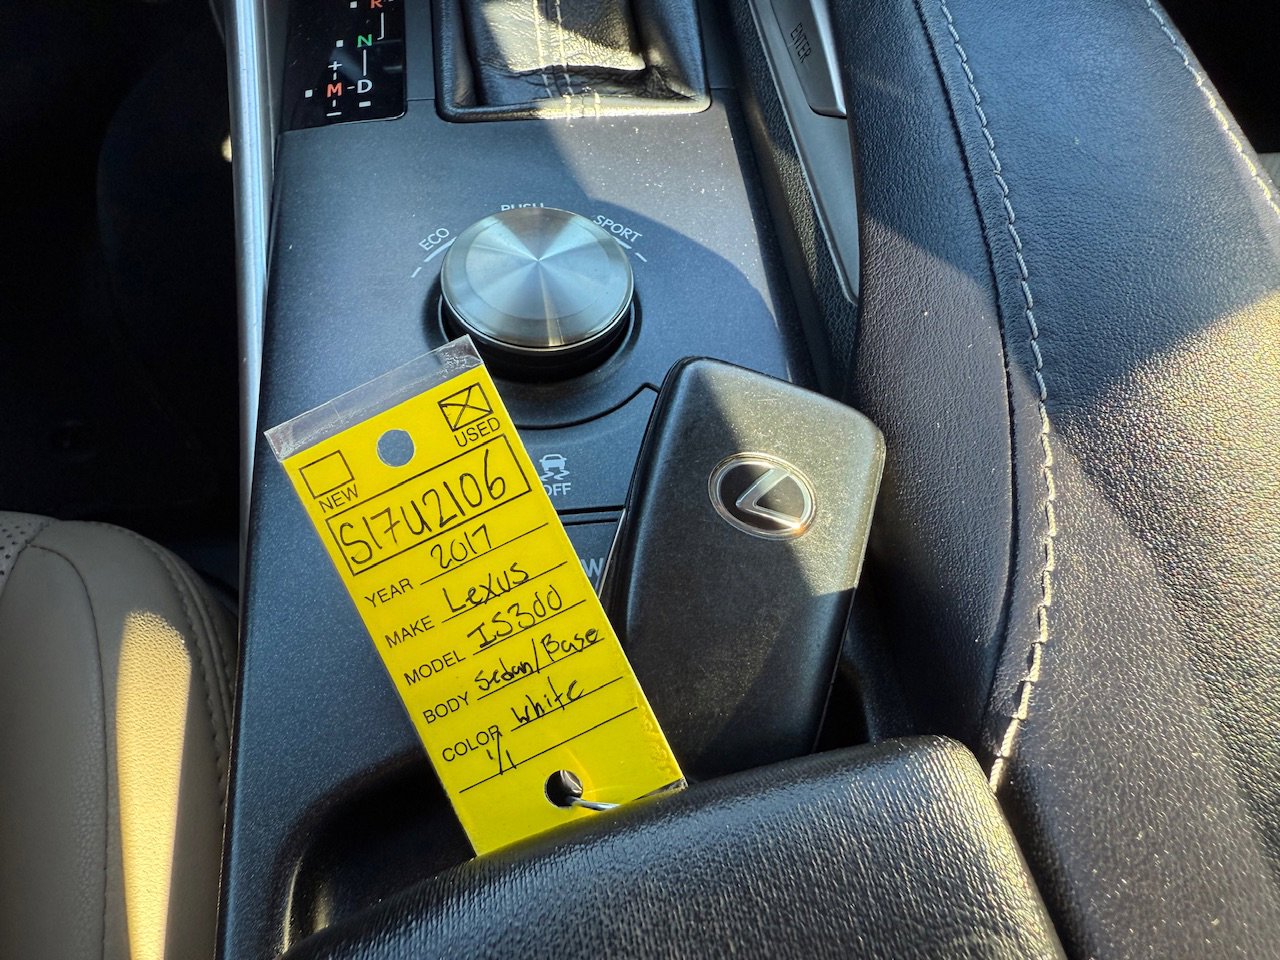 R
N
+
M - D
–
ENTER
PUSH
ECO
SPORT
OFF
W
USED
NEW
S17U2106
YEAR 2017
MAKE Lexus
MODEL IS300
BODY Sedan/Base
COLOR White
1/1